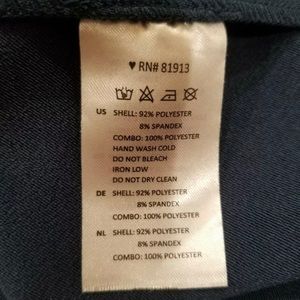 ♥ RN# 81913
US SHELL: 92% POLYESTER
8% SPANDEX
COMBO: 100% POLYESTER
HAND WASH COLD
DO NOT BLEACH
IRON LOW
DO NOT DRY CLEAN
DE SHELL: 92% POLYESTER
8% SPANDEX
COMBO: 100% POLYESTER
NL SHELL: 92% POLYESTER
8% SPANDEX
COMBO: 100% POLYESTER